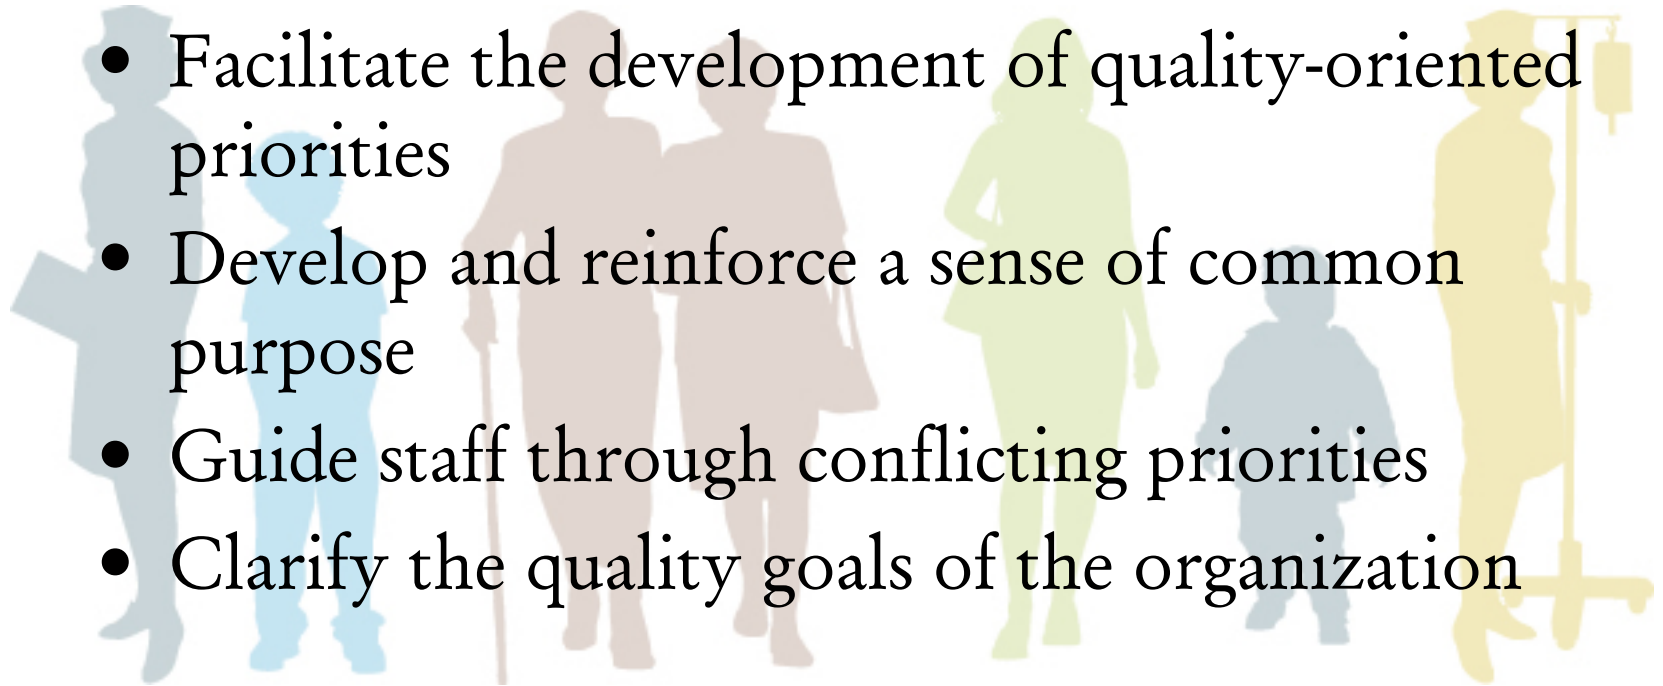 • Facilitate the development of quality-oriented
priorities
• Develop and reinforce a sense of common
purpose
• Guide staff through conflicting priorities
• Clarify the quality goals of the organization